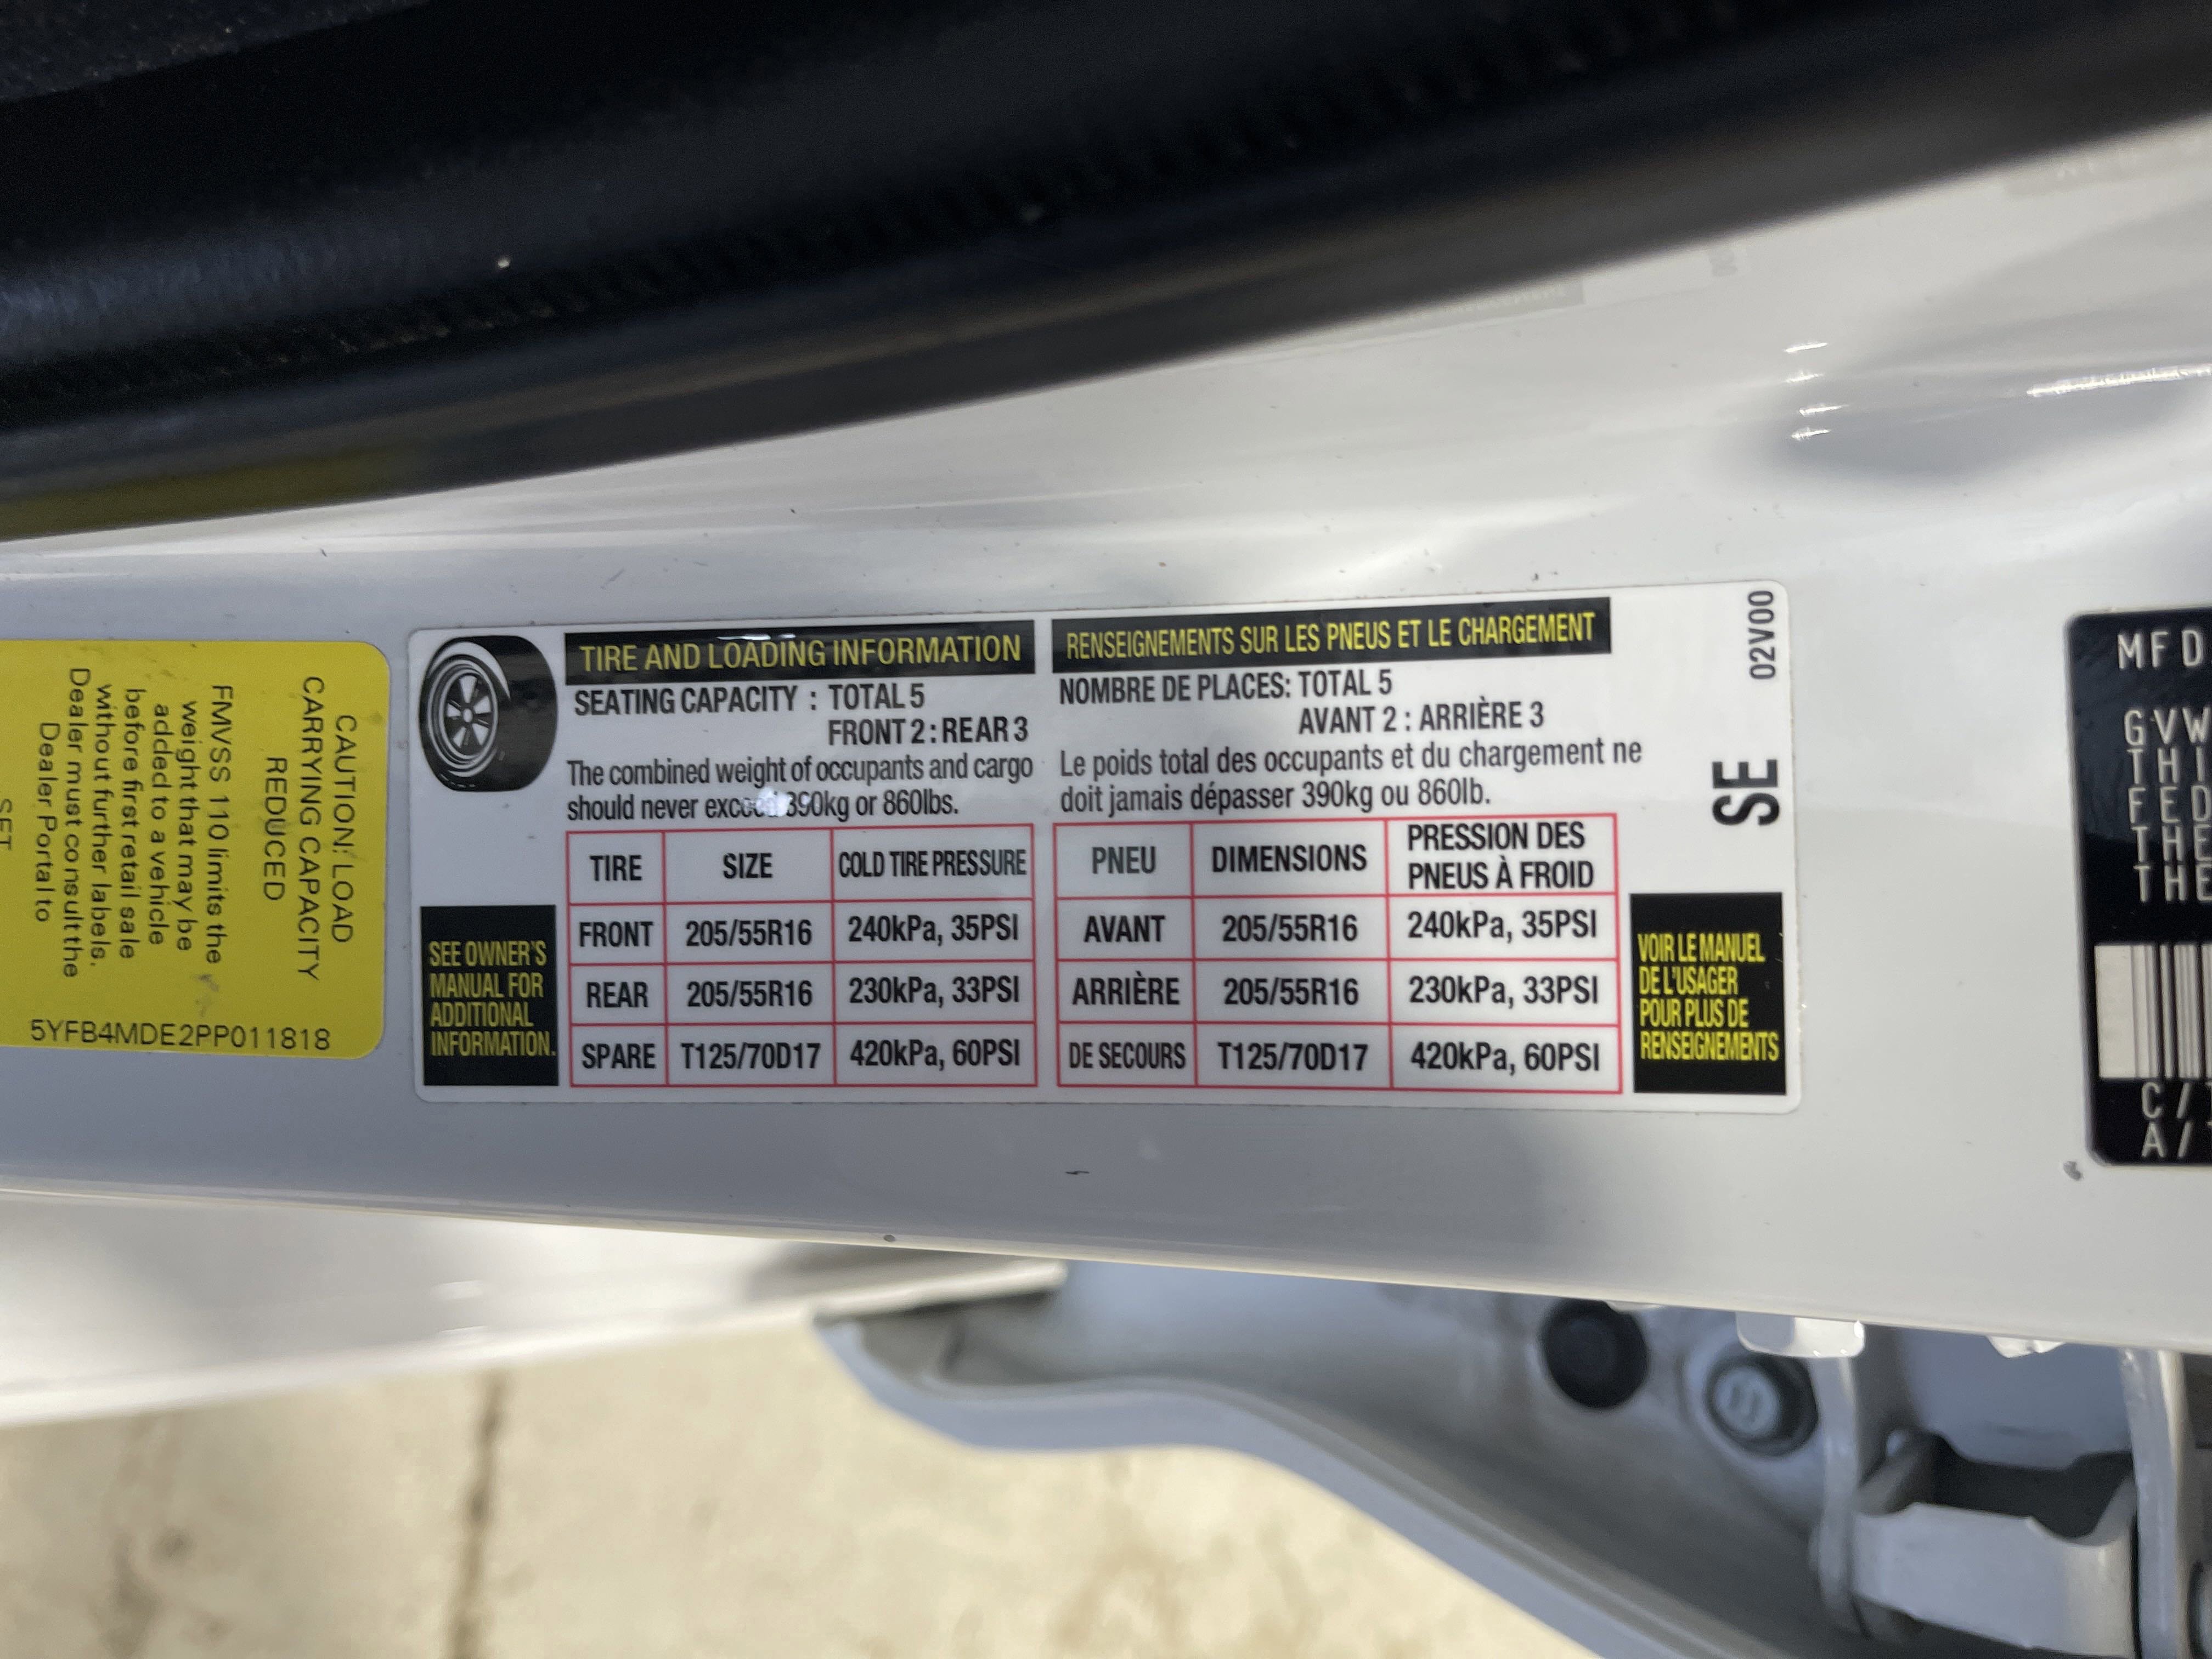 CAUTION/LOAD
CARRYING CAPACITY
REDUCED
FMVSS 110 limits the
weight that may be
added to a vehicle
before first retail sale
without further labels.
Dealer must consult the
Dealer Portal to
5YFB4MDE2PP011818
TIRE AND LOADING INFORMATION
SEATING CAPACITY : TOTAL 5
FRONT 2 : REAR 3
The combined weight of occupants and cargo
should never exceed 390kg or 860lbs.
TIRE SIZE COLD TIRE PRESSURE
FRONT 205/55R16 240kPa, 35PSI
REAR 205/55R16 230kPa, 33PSI
SPARE T125/70D17 420kPa, 60PSI
SEE OWNER'S
MANUAL FOR
ADDITIONAL
INFORMATION.
RENSEIGNEMENTS SUR LES PNEUS ET LE CHARGEMENT
NOMBRE DE PLACES: TOTAL 5
AVANT 2 : ARRIÈRE 3
Le poids total des occupants et du chargement ne
doit jamais dépasser 390kg ou 860lb.
PNEU DIMENSIONS PRESSION DES
PNEUS À FROID
AVANT 205/55R16 240kPa, 35PSI
ARRIÈRE 205/55R16 230kPa, 33PSI
DE SECOURS T125/70D17 420kPa, 60PSI
VOIR LE MANUEL
DE L'USAGER
POUR PLUS DE
RENSEIGNEMENTS
02V00
SE
MFD
GVW
THI
FED
THE
THE
C/
A/